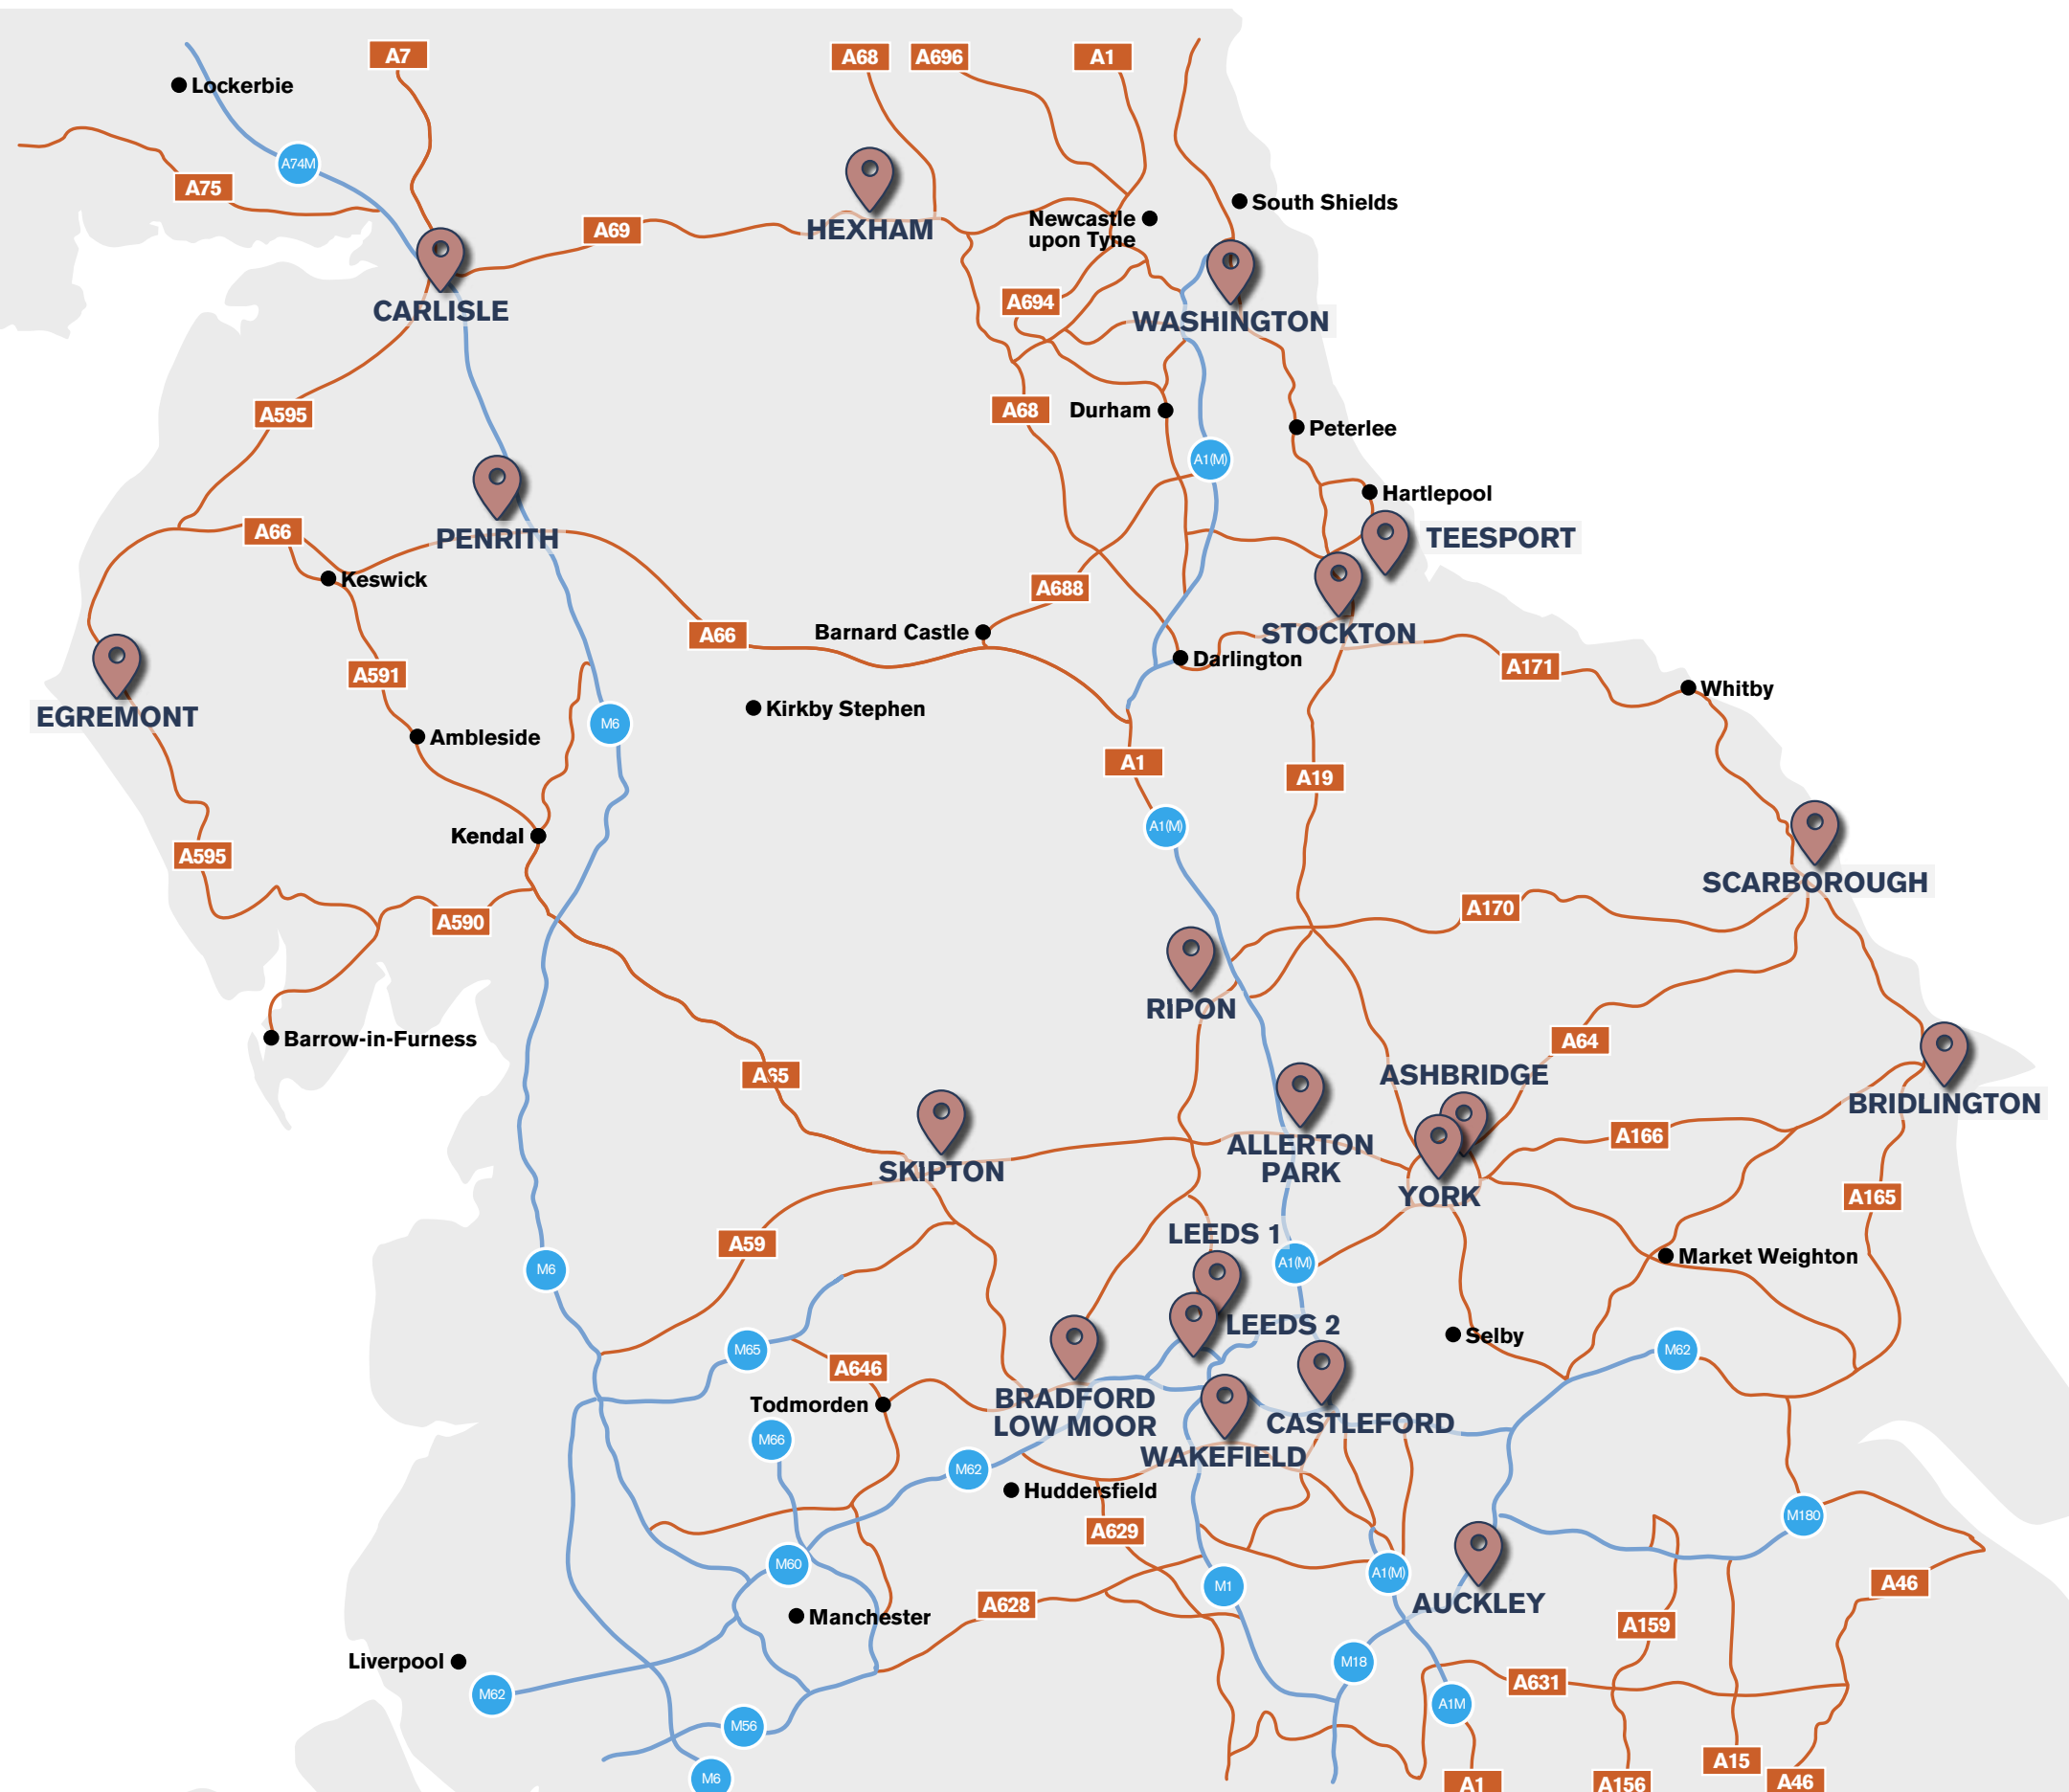 A7
A68
A696
A1
Lockerbie
A74M
A75
South Shields
Newcastle
upon Tyne
A69
HEXHAM
A694
CARLISLE
WASHINGTON
A595
A68
Durham
Peterlee
A1(M)
Hartlepool
A66
PENRITH
TEESPORT
Keswick
A688
A66
Barnard Castle
STOCKTON
Darlington
A171
A591
Whitby
EGREMONT
Kirkby Stephen
M6
Ambleside
A1
A19
A1(M)
Kendal
A595
SCARBOROUGH
A170
A590
RIPON
Barrow-in-Furness
A64
A65
ASHBRIDGE
BRIDLINGTON
A166
ALLERTON
PARK
SKIPTON
YORK
A165
LEEDS 1
A59
Market Weighton
A1(M)
M6
LEEDS 2
Selby
M65
M62
A646
BRADFORD
LOW MOOR
Todmorden
CASTLEFORD
M66
WAKEFIELD
M62
Huddersfield
M180
A629
M60
A1(M)
M1
A46
AUCKLEY
A628
Manchester
A159
Liverpool
M18
A631
M62
A1M
M56
A15
M6
A1
A156
A46